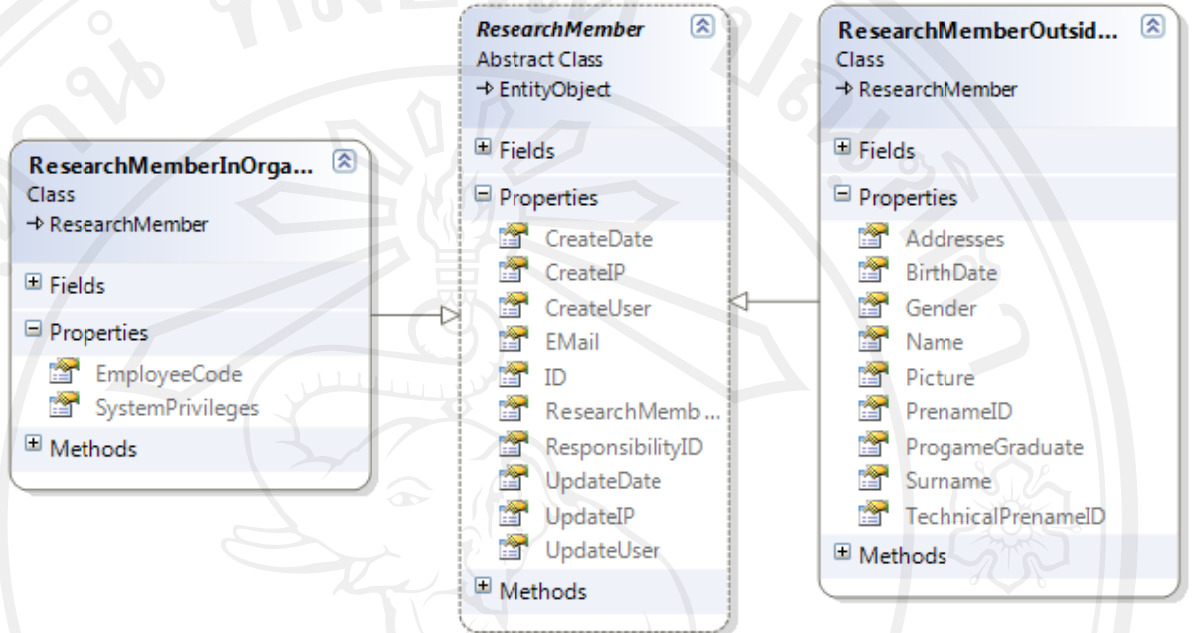 ResearchMemberInOrga...
Class
ResearchMember
Fields
Properties
EmployeeCode
SystemPrivileges
Methods
ResearchMember
Abstract Class
EntityObject
Fields
Properties
CreateDate
CreateIP
CreateUser
EMail
ID
ResearchMemb ...
ResponsibilityID
UpdateDate
UpdateIP
UpdateUser
Methods
ResearchMemberOutsid...
Class
ResearchMember
Fields
Properties
Addresses
BirthDate
Gender
Name
Picture
PrenameID
ProgameGraduate
Surname
TechnicalPrenameID
Methods